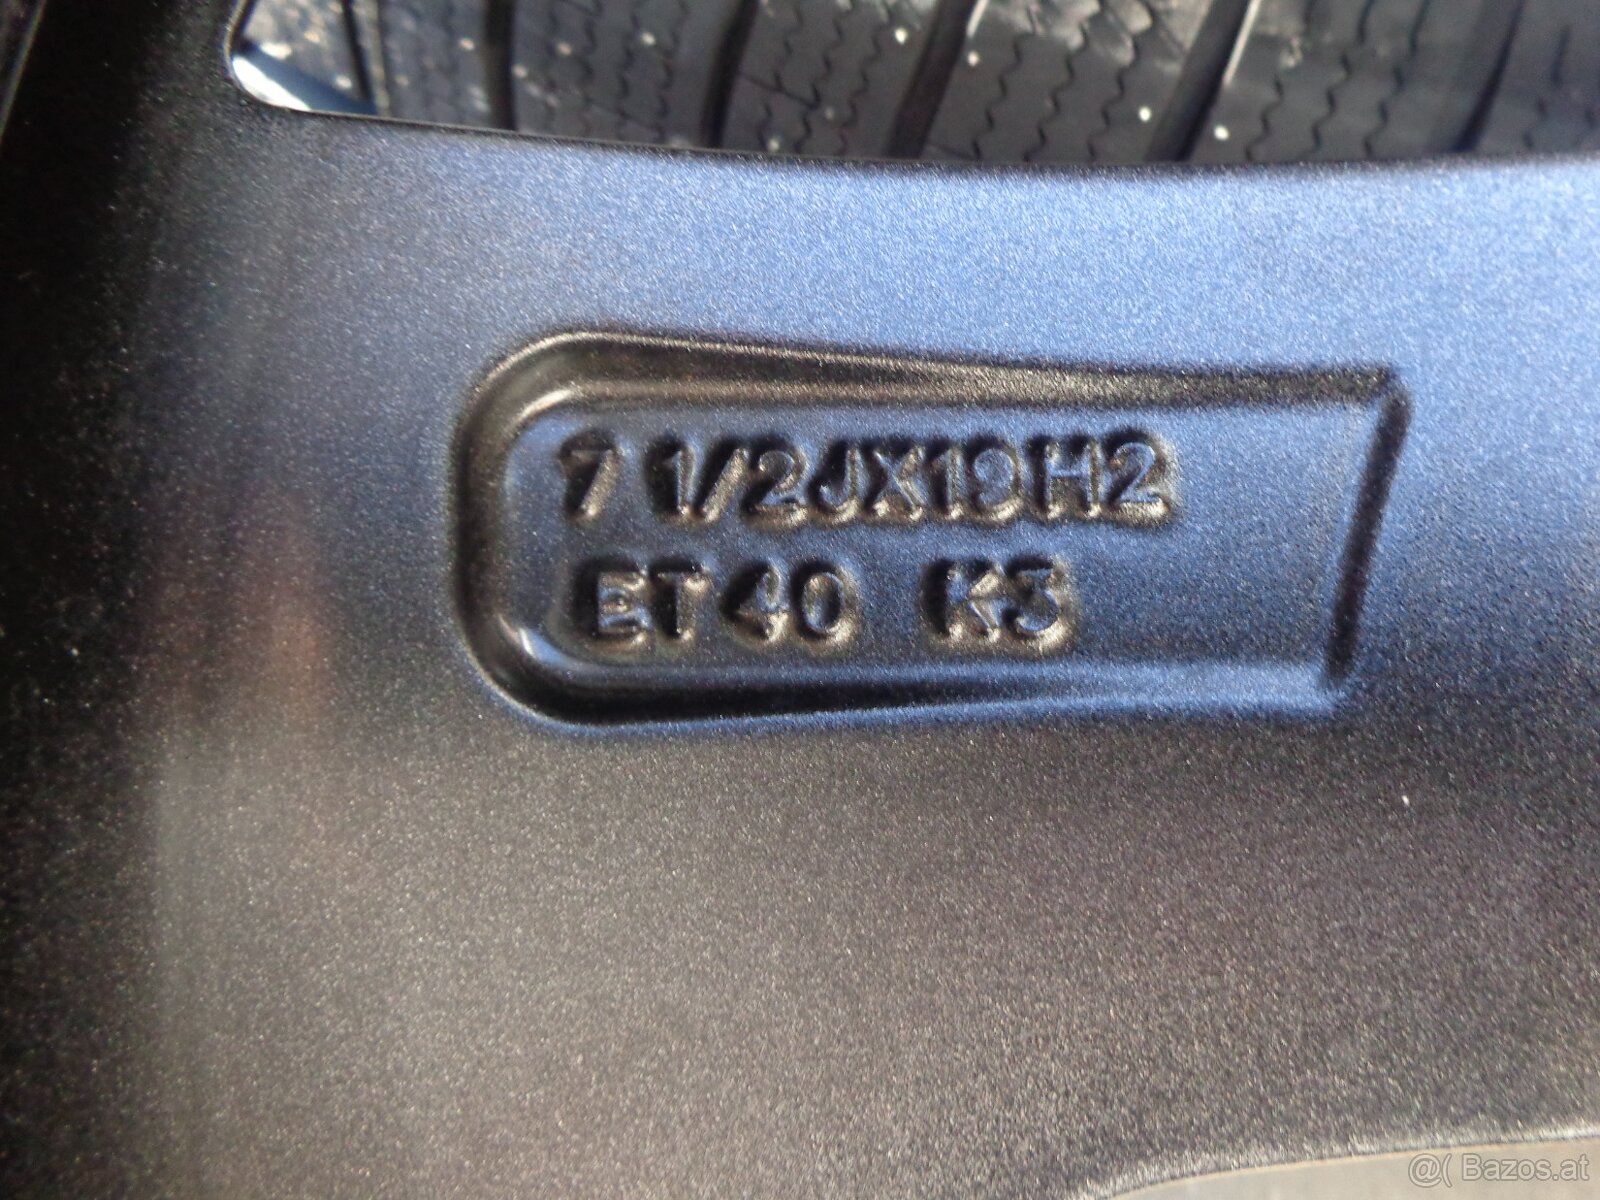 7 1/2JX19H2
ET40 K3
@( Bazos.at